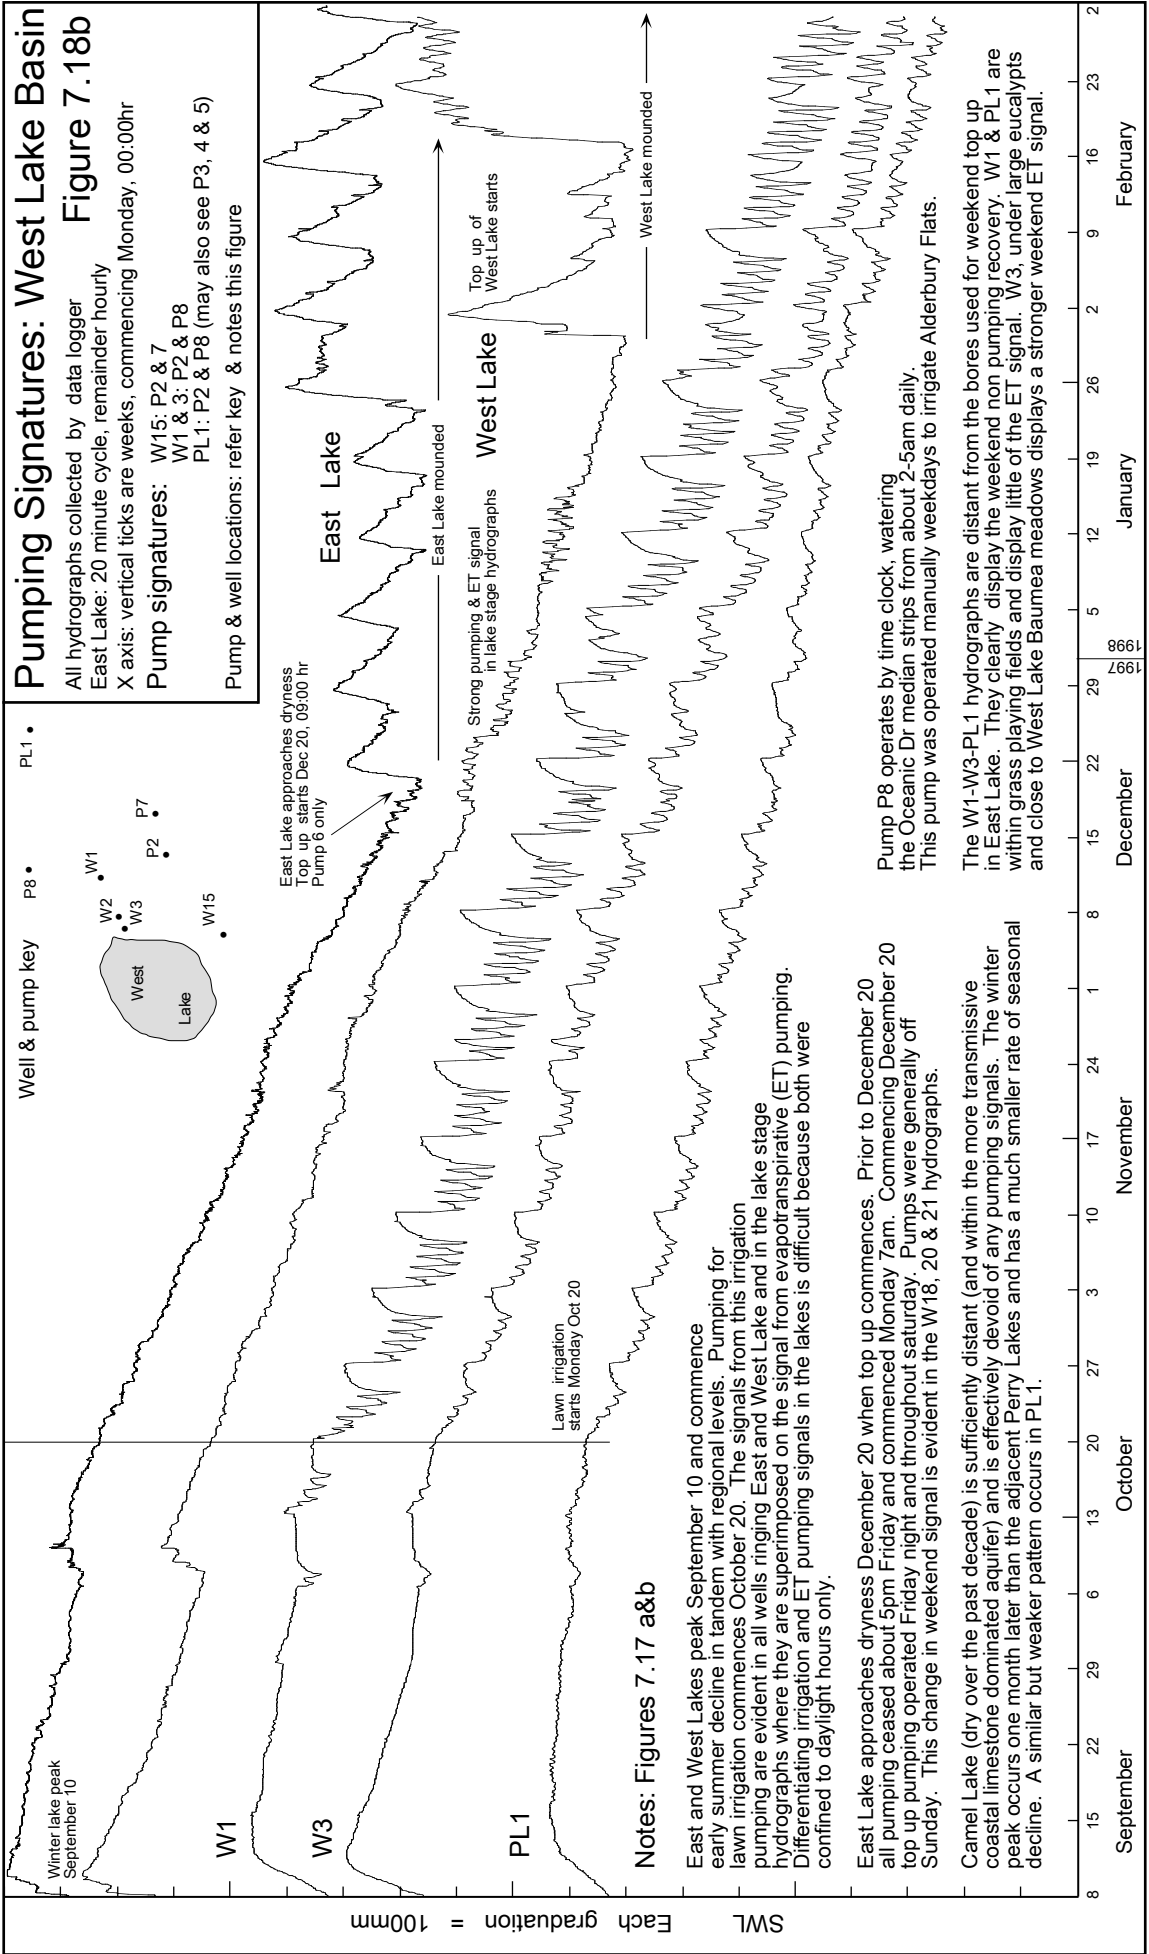 Pumping Signatures: West Lake Basin
Figure 7.18b
All hydrographs collected by data logger
East Lake: 20 minute cycle, remainder hourly
X axis: vertical ticks are weeks, commencing Monday, 00:00hr
Pump signatures: W15: P2 & 7
W1 & 3: P2 & P8
PL1: P2 & P8 (may also see P3, 4 & 5)
Pump & well locations: refer key & notes this figure
Well & pump key
P8
PL1
W1
W2
W3
P2
P7
W15
West
Lake
Winter lake peak
September 10
East Lake approaches dryness
Top up starts Dec 20, 09:00 hr
Pump 6 only
East Lake
East Lake mounded
Strong pumping & ET signal
in lake stage hydrographs
West Lake
Top up of
West Lake starts
West Lake mounded
W1
W3
PL1
Lawn irrigation
starts Monday Oct 20
Notes: Figures 7.17 a&b
East and West Lakes peak September 10 and commence
early summer decline in tandem with regional levels. Pumping for
lawn irrigation commences October 20. The signals from this irrigation
pumping are evident in all wells ringing East and West Lake and in the lake stage
hydrographs where they are superimposed on the signal from evapotranspirative (ET) pumping.
Differentiating irrigation and ET pumping signals in the lakes is difficult because both were
confined to daylight hours only.
East Lake approaches dryness December 20 when top up commences. Prior to December 20
all pumping ceased about 5pm Friday and commenced Monday 7am. Commencing December 20
top up pumping operated Friday night and throughout saturday. Pumps were generally off
Sunday. This change in weekend signal is evident in the W18, 20 & 21 hydrographs.
Camel Lake (dry over the past decade) is sufficiently distant (and within the more transmissive
coastal limestone dominated aquifer) and is effectively devoid of any pumping signals. The winter
peak occurs one month later than the adjacent Perry Lakes and has a much smaller rate of seasonal
decline. A similar but weaker pattern occurs in PL1.
Pump P8 operates by time clock, watering
the Oceanic Dr median strips from about 2-5am daily.
This pump was operated manually weekdays to irrigate Alderbury Flats.
The W1-W3-PL1 hydrographs are distant from the bores used for weekend top up
in East Lake. They clearly display the weekend non pumping recovery. W1 & PL1 are
within grass playing fields and display little of the ET signal. W3, under large eucalypts
and close to West Lake Baumea meadows displays a stronger weekend ET signal.
SWL Each graduation = 100mm
8 15 22 29 6 13 20 27 3 10 17 24 1 8 15 22 29 5 12 19 26 2 9 16 23 2
1997 1998
September October November December January February